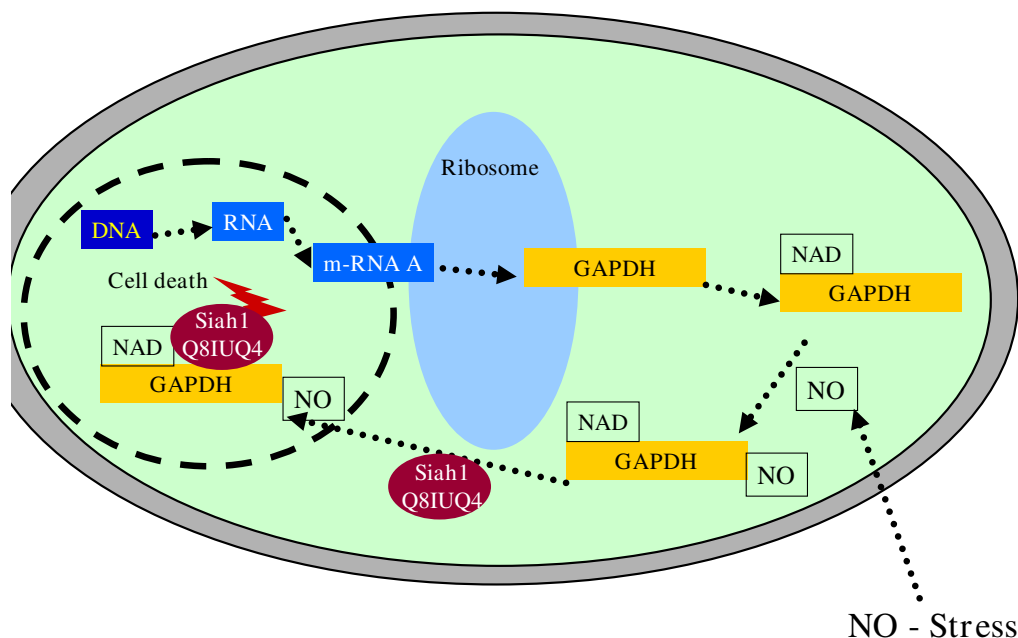 Ribosome
DNA
RNA
m-RNA A
GAPDH
NAD
GAPDH
Cell death
Siah1
Q8IUQ4
NAD
GAPDH
NO
NO
NAD
GAPDH
NO
Siah1
Q8IUQ4
NO - Stress